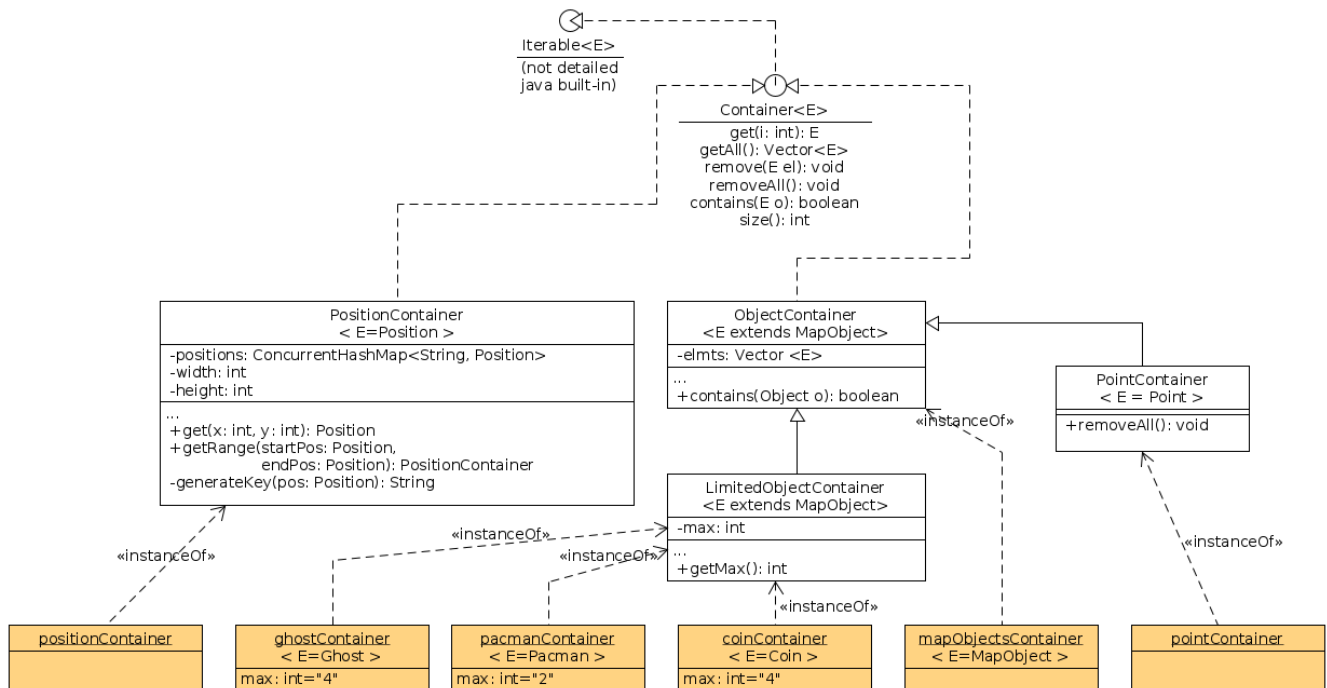 Iterable<E>
(not detailed
java built-in)
Container<E>
get(i: int): E
getAll(): Vector<E>
remove(E el): void
removeAll(): void
contains(E o): boolean
size(): int
PositionContainer
< E=Position >
-positions: ConcurrentHashMap<String, Position>
-width: int
-height: int
...
+get(x: int, y: int): Position
+getRange(startPos: Position,
endPos: Position): PositionContainer
-generateKey(pos: Position): String
ObjectContainer
<E extends MapObject>
-elmts: Vector <E>
...
+contains(Object o): boolean
PointContainer
< E = Point >
+removeAll(): void
LimitedObjectContainer
<E extends MapObject>
-max: int
...
+getMax(): int
«instanceOf»
«instanceOf»
«instanceOf»
«instanceOf»
«instanceOf»
«instanceOf»
positionContainer
ghostContainer
< E=Ghost >
max: int="4"
pacmanContainer
< E=Pacman >
max: int="2"
coinContainer
< E=Coin >
max: int="4"
mapObjectsContainer
< E=MapObject >
pointContainer